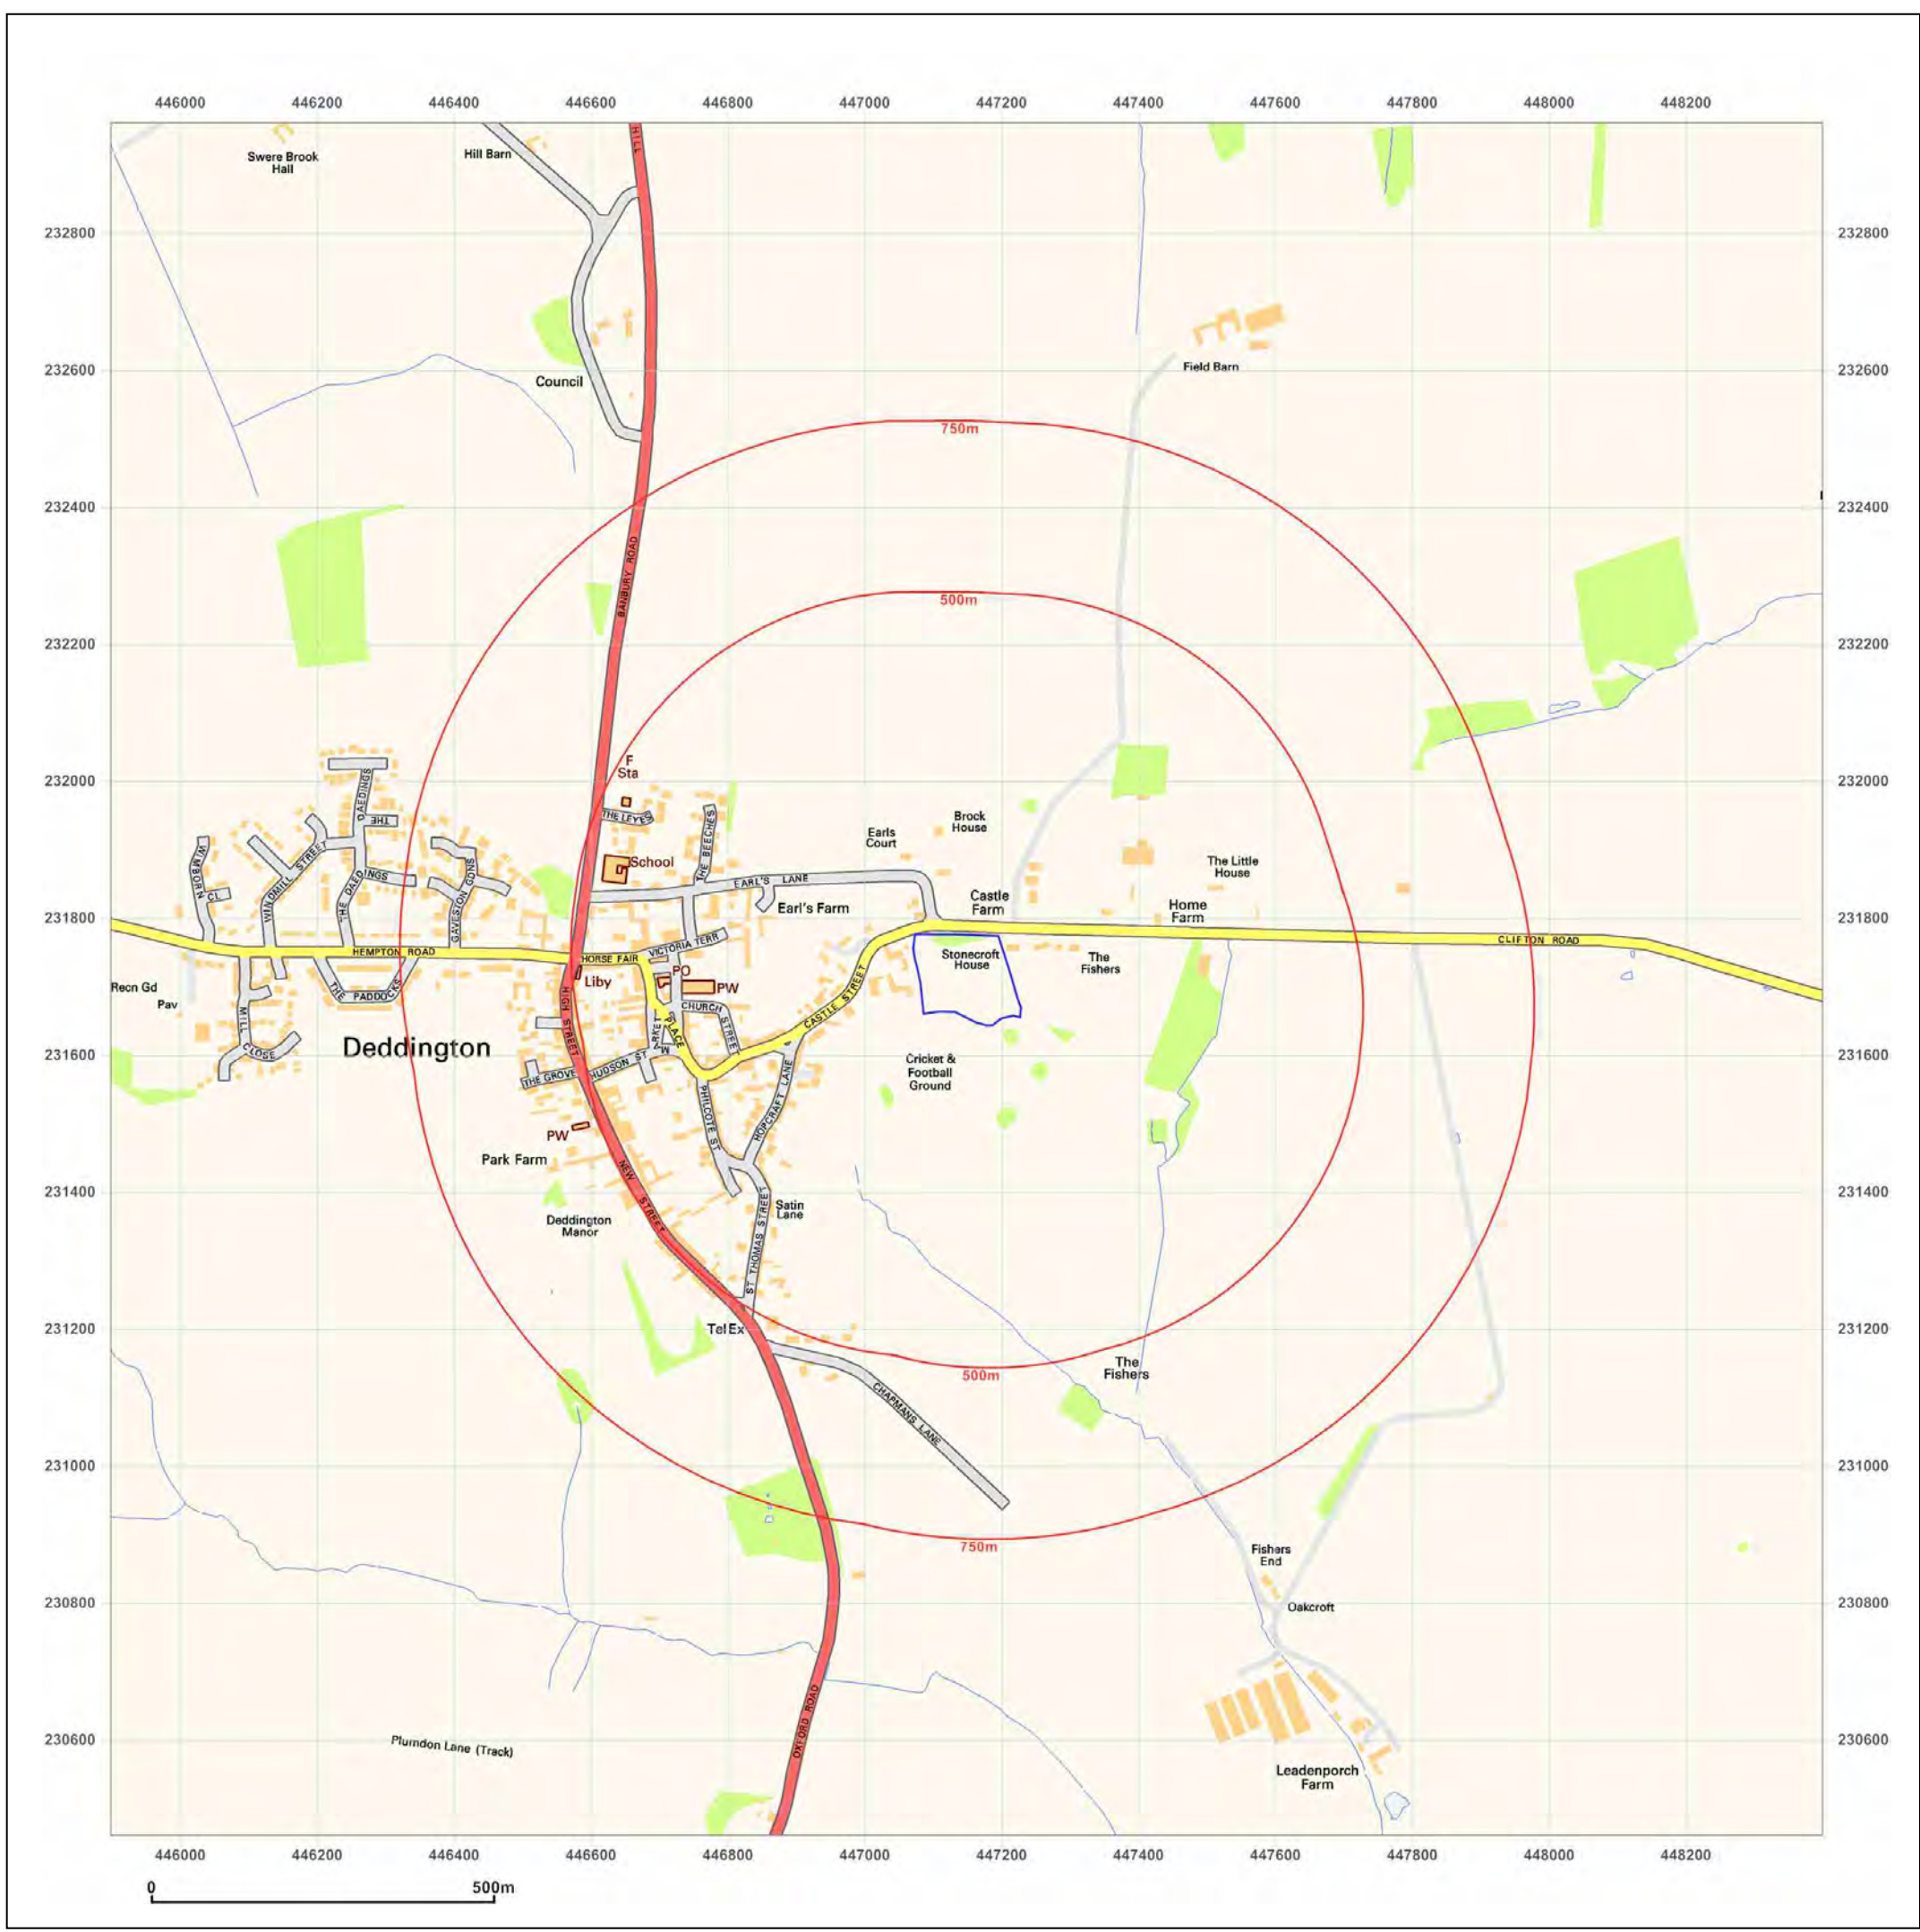 446000 446200 446400 446600 446800 447000 447200 447400 447600 447800 448000 448200
HILL
Swere Brook
Hall
Hill Barn
232800 232800
Field Barn
232600 232600
Council
750m
232400 232400
BANBURY ROAD
500m
232200 232200
F
Sta
232000 232000
DAEDINGS
THE
THE LEYES
THE BEECHES
Brock
House
Earls
Court
WIMBORN
CL
WINDMILL STREET
THE DAEDINGS
GAVESTON GDNS
School
The Little
House
EARL'S LANE
Earl's Farm
Castle
Farm
Home
Farm
231800 231800
HEMPTON ROAD
HORSE FAIR
VICTORIA TERR
CLIFTON ROAD
Stonecroft
House
The
Fishers
Recn Gd
Pav
THE PADDOCKS
Liby
PO
PW
CASTLE STREET
CHURCH STREET
HIGH STREET
MARKET PLACE
MILL CLOSE
Deddington
231600 231600
THE GROVE
HUDSON ST
Cricket &
Football
Ground
PHILCOTE ST
HOPCRAFT LANE
PW
Park Farm
NEW STREET
231400 231400
Satin
Lane
Deddington
Manor
ST THOMAS STREET
231200 231200
Tel Ex
500m
The
Fishers
CHAPMANS LANE
231000 231000
750m
Fishers
End
Oakcroft
230800 230800
OXFORD ROAD
230600 230600
Plumdon Lane (Track)
Leadenporch
Farm
446000 446200 446400 446600 446800 447000 447200 447400 447600 447800 448000 448200
0 500m